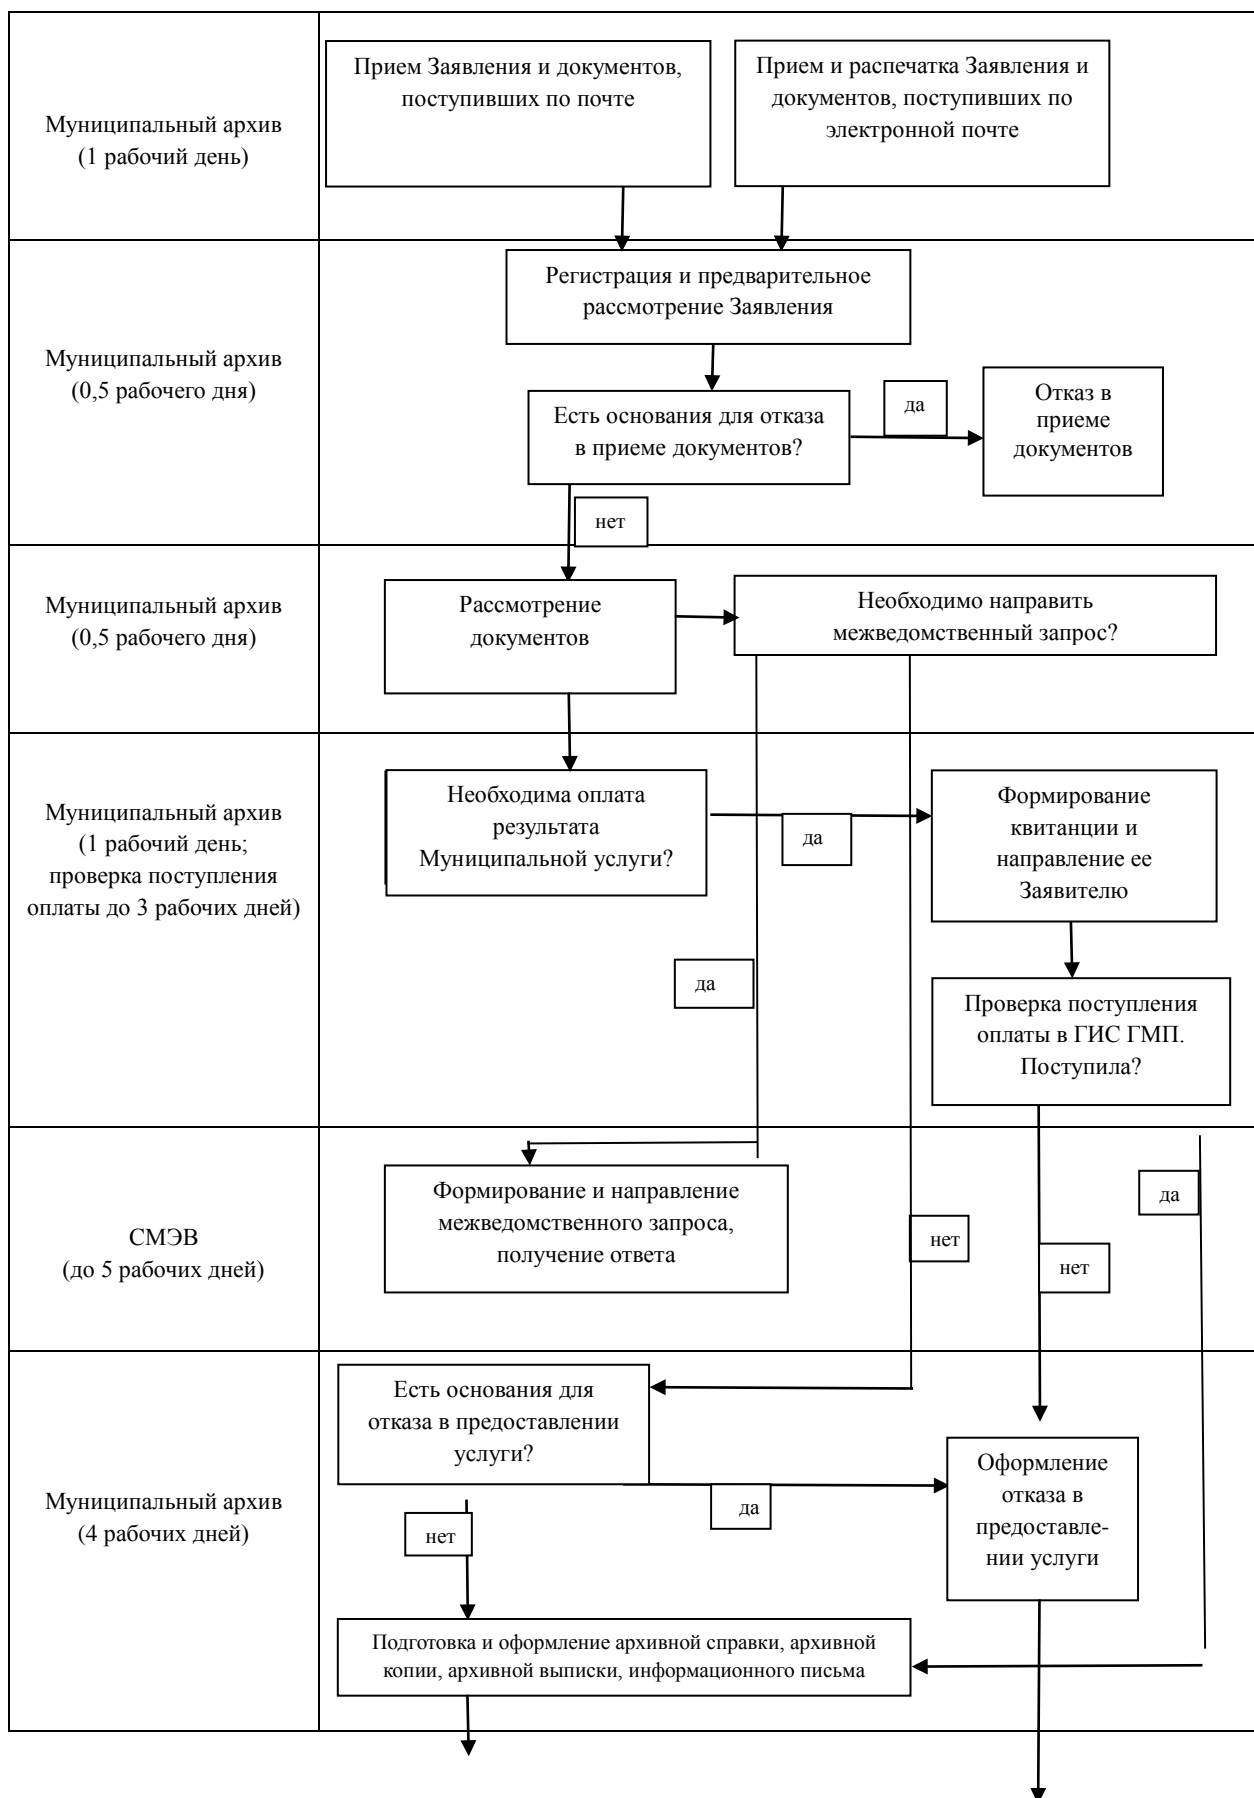 Муниципальный архив
(1 рабочий день)
Прием Заявления и документов,
поступивших по почте
Прием и распечатка Заявления и
документов, поступивших по
электронной почте
Муниципальный архив
(0,5 рабочего дня)
Регистрация и предварительное
рассмотрение Заявления
Есть основания для отказа
в приеме документов?
да
Отказ в
приеме
документов
нет
Муниципальный архив
(0,5 рабочего дня)
Рассмотрение
документов
Необходимо направить
межведомственный запрос?
Муниципальный архив
(1 рабочий день;
проверка поступления
оплаты до 3 рабочих дней)
Необходима оплата
результата
Муниципальной услуги?
да
Формирование
квитанции и
направление ее
Заявителю
да
Проверка поступления
оплаты в ГИС ГМП.
Поступила?
СМЭВ
(до 5 рабочих дней)
Формирование и направление
межведомственного запроса,
получение ответа
нет
нет
да
Муниципальный архив
(4 рабочих дней)
Есть основания для
отказа в предоставлении
услуги?
да
нет
Оформление
отказа в
предоставле-
нии услуги
Подготовка и оформление архивной справки, архивной
копии, архивной выписки, информационного письма